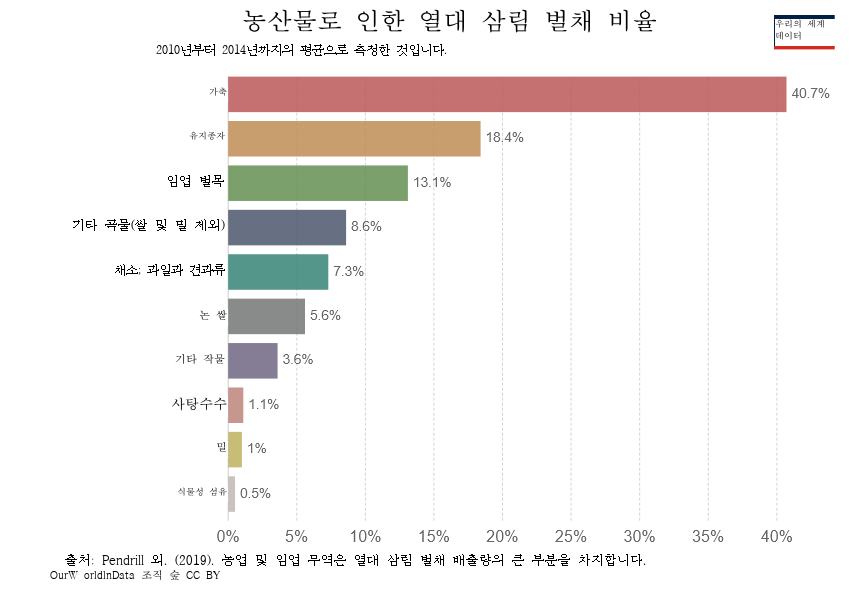 농산물로 인한 열대 삼림 벌채 비율
우리의 세계
데이터
2010년부터 2014년까지의 평균으로 측정한 것입니다.
가축 40.7%
유지종자 18.4%
임업 벌목 13.1%
기타 곡물(쌀 및 밀 제외) 8.6%
채소, 과일과 견과류 7.3%
논 쌀 5.6%
기타 작물 3.6%
사탕수수 1.1%
밀 1%
식물성 섬유 0.5%
0% 5% 10% 15% 20% 25% 30% 35% 40%
출처: Pendrill 외. (2019). 농업 및 임업 무역은 열대 삼림 벌채 배출량의 큰 부분을 차지합니다.
OurW orldInData 조직 숲 CC BY